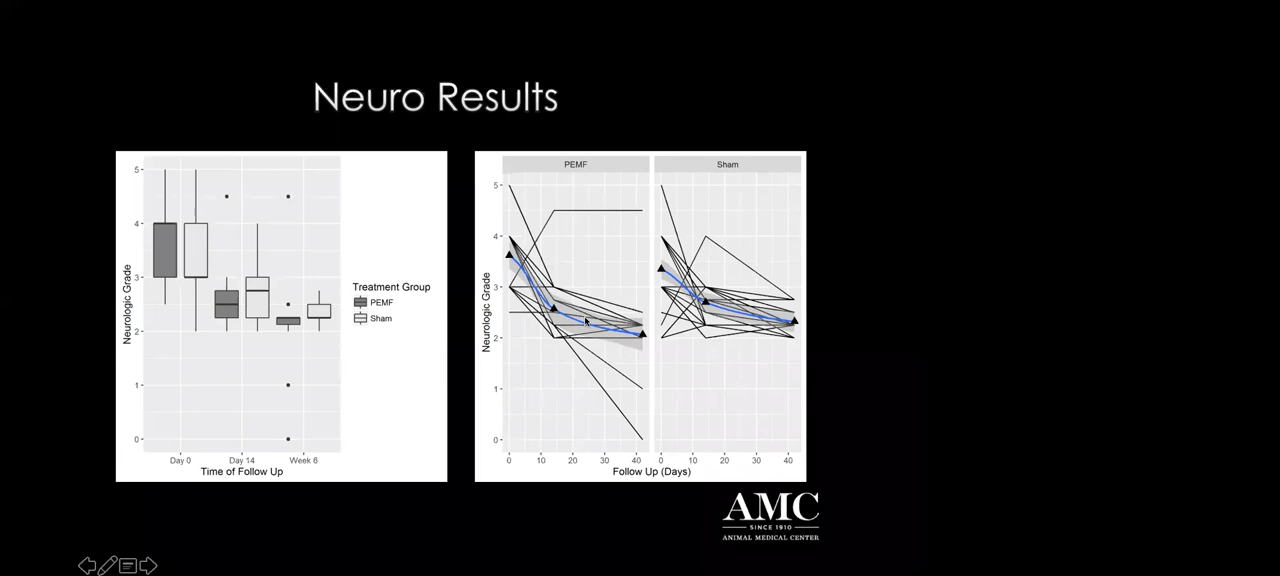 Neuro Results
5
4
3
2
1
0
Neurologic Grade
Day 0
Day 14
Week 6
Time of Follow Up
Treatment Group
PEMF
Sham
PEMF
Sham
5
4
3
2
1
0
Neurologic Grade
0
10
20
30
40
0
10
20
30
40
Follow Up (Days)
AMC
SINCE 1910
ANIMAL MEDICAL CENTER